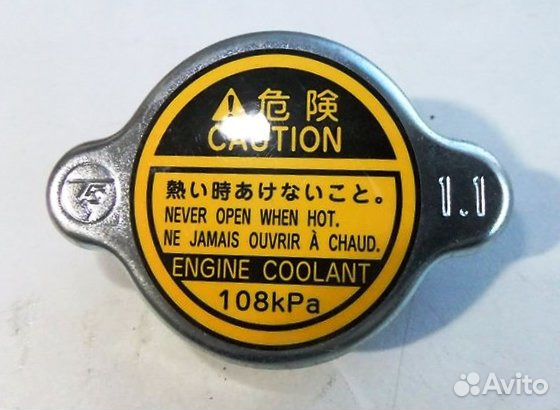 危険
CAUTION
熱い時あけないこと。
NEVER OPEN WHEN HOT.
NE JAMAIS OUVRIR À CHAUD.
ENGINE COOLANT
108kPa
1.1
Avito